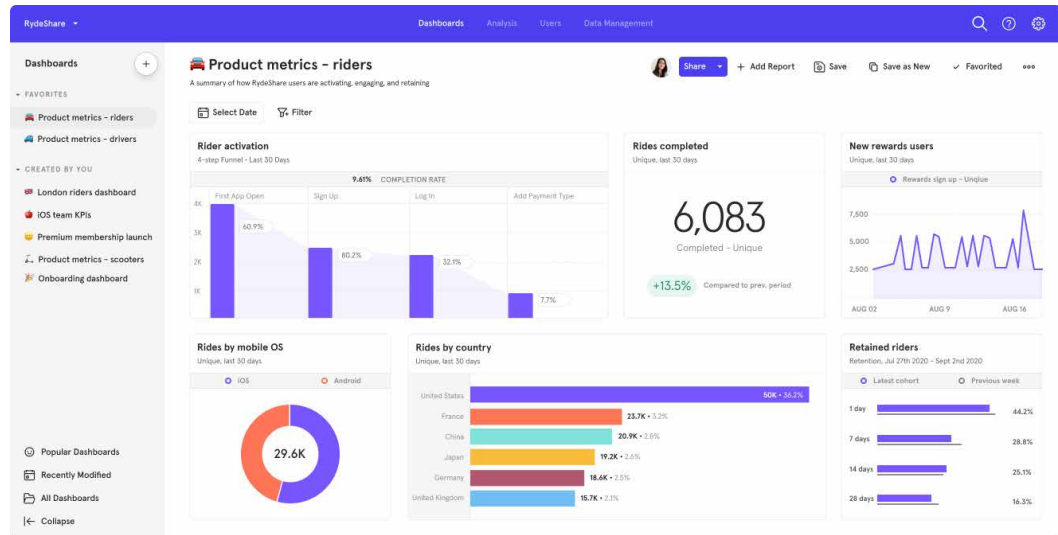 RydeShare
Dashboards Analysis Users Data Management
Dashboards
+
FAVORITES
Product metrics - riders
Product metrics - drivers
CREATED BY YOU
London riders dashboard
iOS team KPIs
Premium membership launch
Product metrics - scooters
Onboarding dashboard
Popular Dashboards
Recently Modified
All Dashboards
Collapse
Product metrics - riders
A summary of how RydeShare users are activating, engaging, and retaining
Share
+ Add Report
Save
Save as New
Favorited
Select Date
Filter
Rider activation
4-step Funnel - Last 30 Days
9.61% COMPLETION RATE
First App Open Sign Up Log In Add Payment Type
4K
3K
2K
1K
60.9%
80.2%
32.1%
7.7%
Rides completed
Unique, last 30 days
6,083
Completed - Unique
+13.5% Compared to prev. period
New rewards users
Unique, last 30 days
Rewards sign up - Unqiue
7,500
5,000
2,500
AUG 02 AUG 9 AUG 16
Rides by mobile OS
Unique, last 30 days
iOS Android
29.6K
Rides by country
Unique, last 30 days
United States 50K • 36.2%
France 23.7K • 3.2%
China 20.9K • 2.8%
Japan 19.2K • 2.6%
Germany 18.6K • 2.5%
United Kingdom 15.7K • 2.1%
Retained riders
Retention, Jul 27th 2020 - Sept 2nd 2020
Latest cohort Previous week
1 day 44.2%
7 days 28.8%
14 days 25.1%
28 days 16.3%